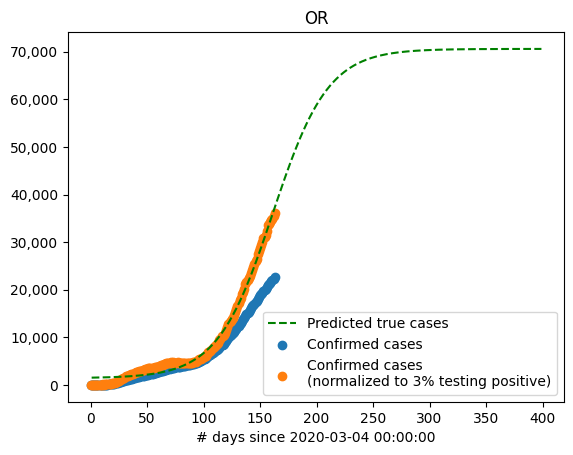 OR
70,000
60,000
50,000
40,000
30,000
20,000
10,000
0
Predicted true cases
Confirmed cases
Confirmed cases
(normalized to 3% testing positive)
0 50 100 150 200 250 300 350 400
# days since 2020-03-04 00:00:00